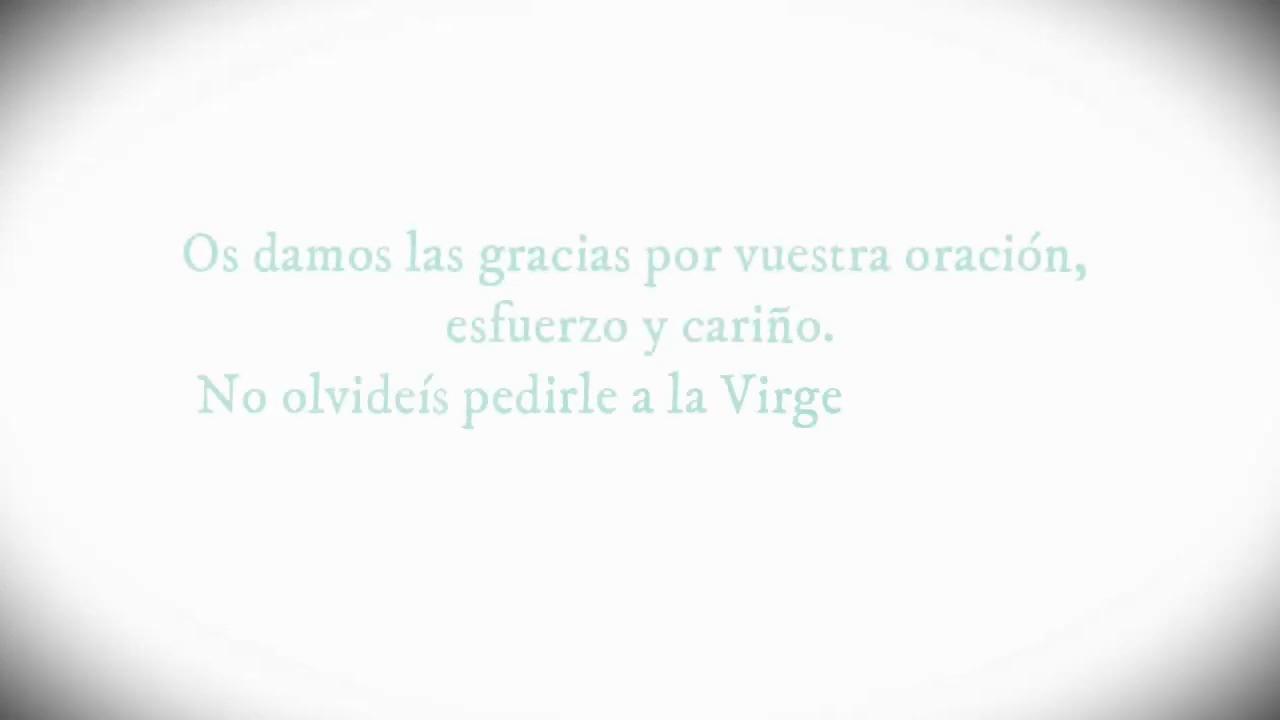 Os damos las gracias por vuestra oración,
esfuerzo y cariño.
No olvideís pedirle a la Virge